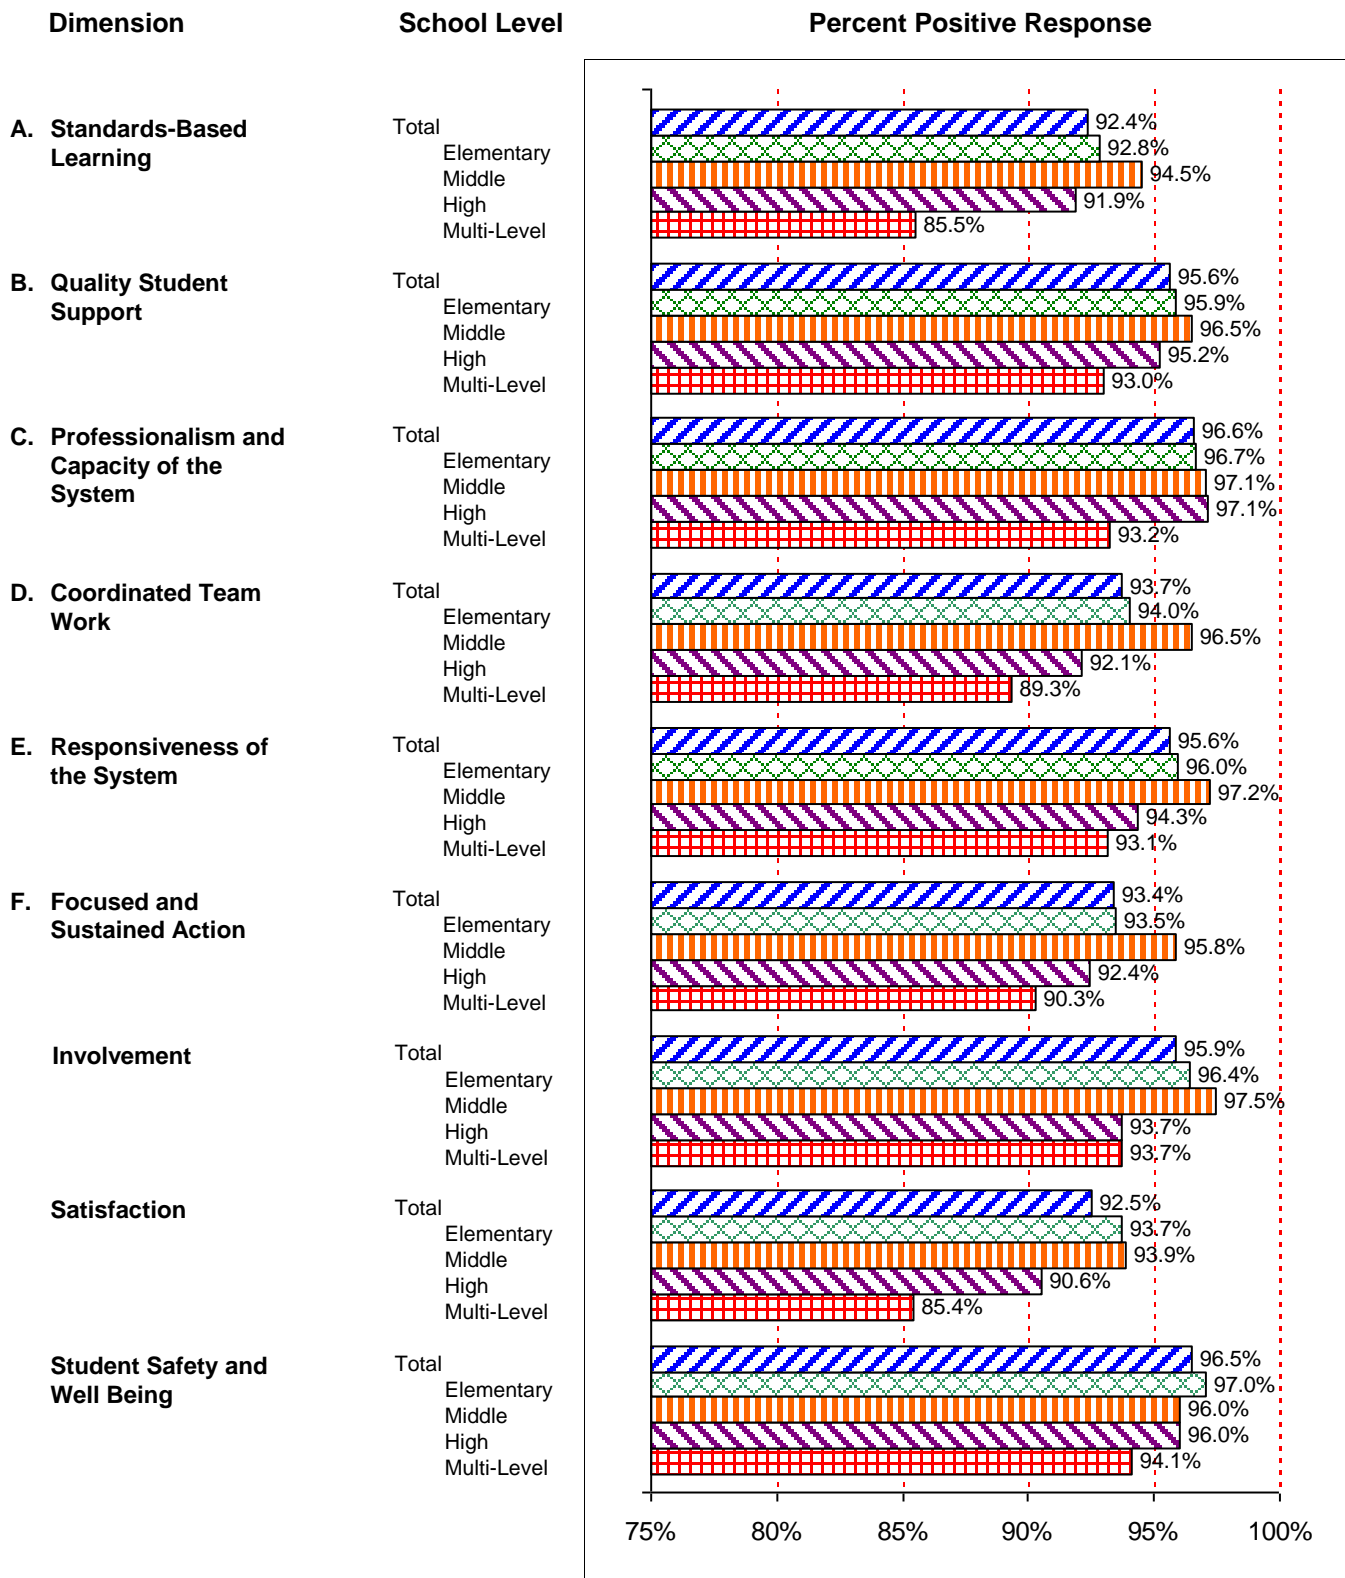 Dimension School Level Percent Positive Response
A. Standards-Based Learning
Total 92.4%
Elementary 92.8%
Middle 94.5%
High 91.9%
Multi-Level 85.5%
B. Quality Student Support
Total 95.6%
Elementary 95.9%
Middle 96.5%
High 95.2%
Multi-Level 93.0%
C. Professionalism and Capacity of the System
Total 96.6%
Elementary 96.7%
Middle 97.1%
High 97.1%
Multi-Level 93.2%
D. Coordinated Team Work
Total 93.7%
Elementary 94.0%
Middle 96.5%
High 92.1%
Multi-Level 89.3%
E. Responsiveness of the System
Total 95.6%
Elementary 96.0%
Middle 97.2%
High 94.3%
Multi-Level 93.1%
F. Focused and Sustained Action
Total 93.4%
Elementary 93.5%
Middle 95.8%
High 92.4%
Multi-Level 90.3%
Involvement
Total 95.9%
Elementary 96.4%
Middle 97.5%
High 93.7%
Multi-Level 93.7%
Satisfaction
Total 92.5%
Elementary 93.7%
Middle 93.9%
High 90.6%
Multi-Level 85.4%
Student Safety and Well Being
Total 96.5%
Elementary 97.0%
Middle 96.0%
High 96.0%
Multi-Level 94.1%
75% 80% 85% 90% 95% 100%